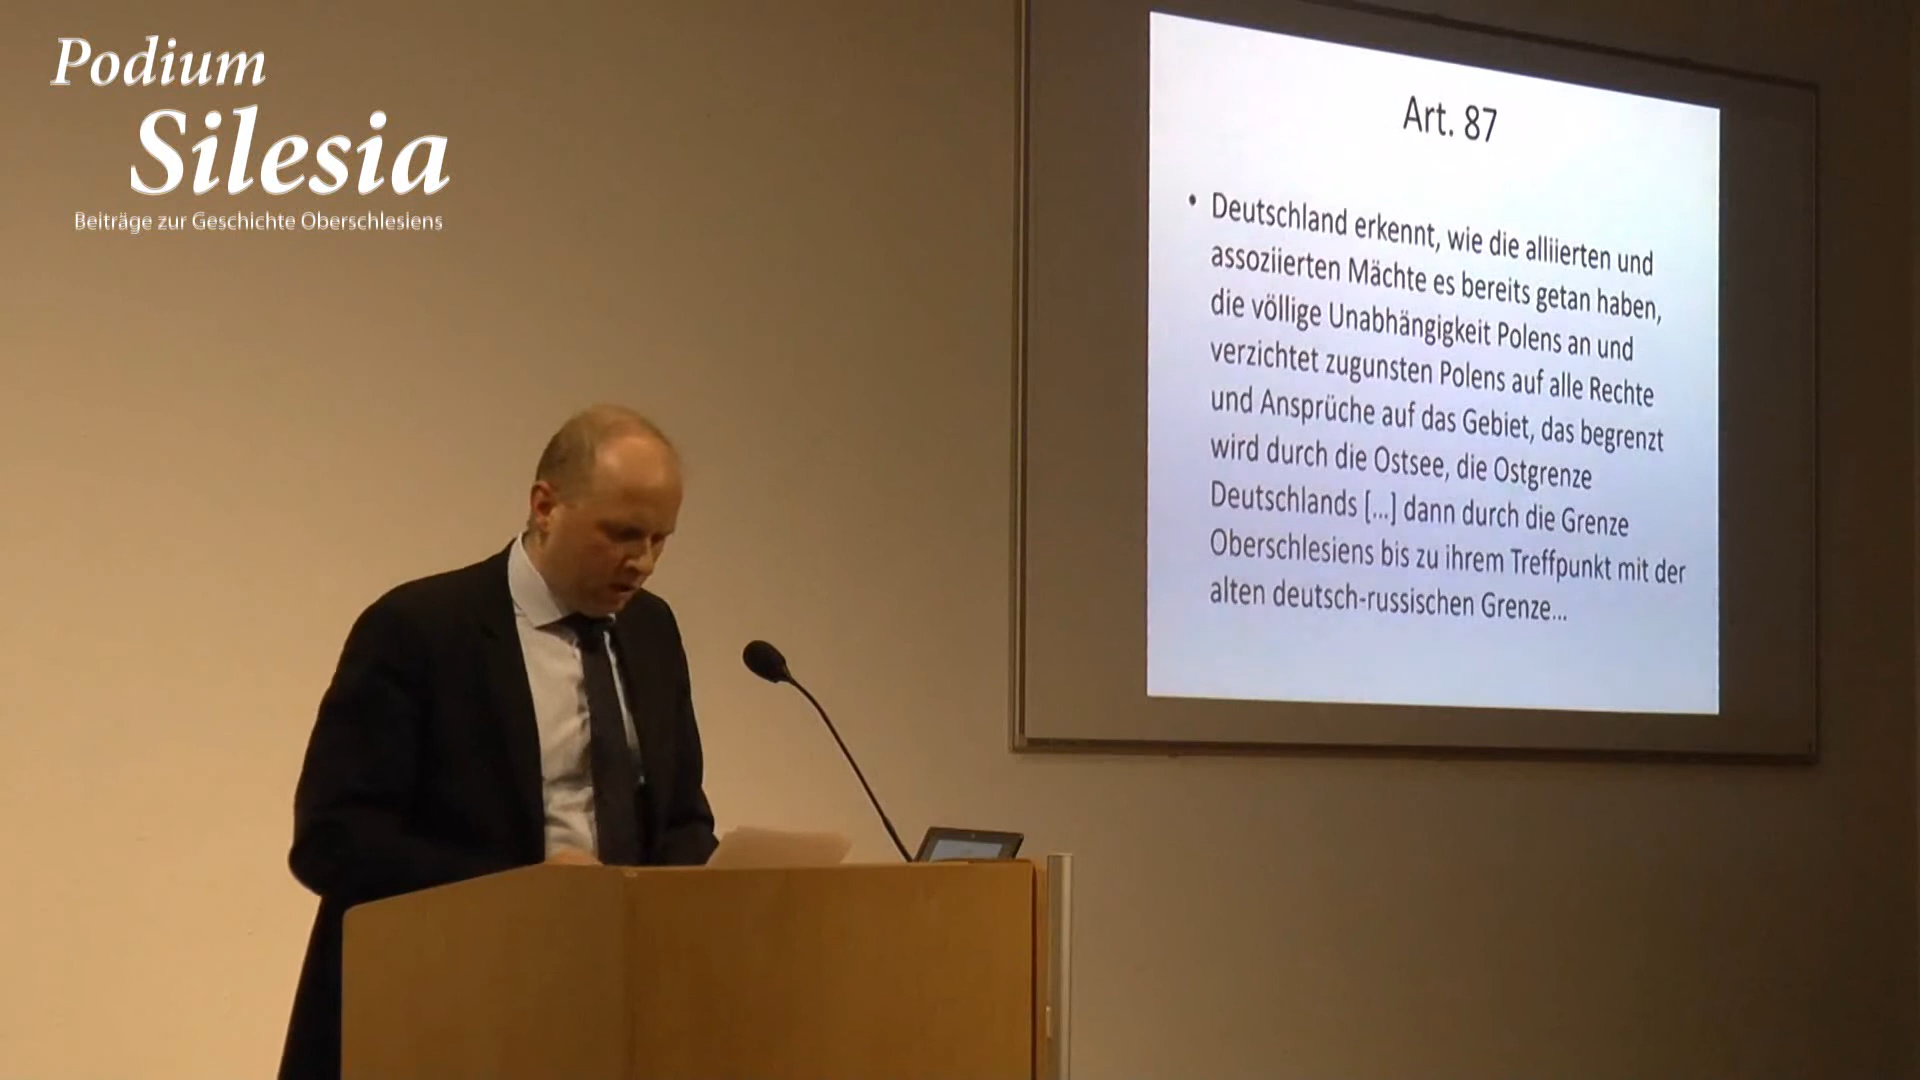 Podium
Silesia
Beiträge zur Geschichte Oberschlesiens
Art. 87
• Deutschland erkennt, wie die alliierten und
assoziierten Mächte es bereits getan haben,
die völlige Unabhängigkeit Polens an und
verzichtet zugunsten Polens auf alle Rechte
und Ansprüche auf das Gebiet, das begrenzt
wird durch die Ostsee, die Ostgrenze
Deutschlands [...] dann durch die Grenze
Oberschlesiens bis zu ihrem Treffpunkt mit der
alten deutsch-russischen Grenze...